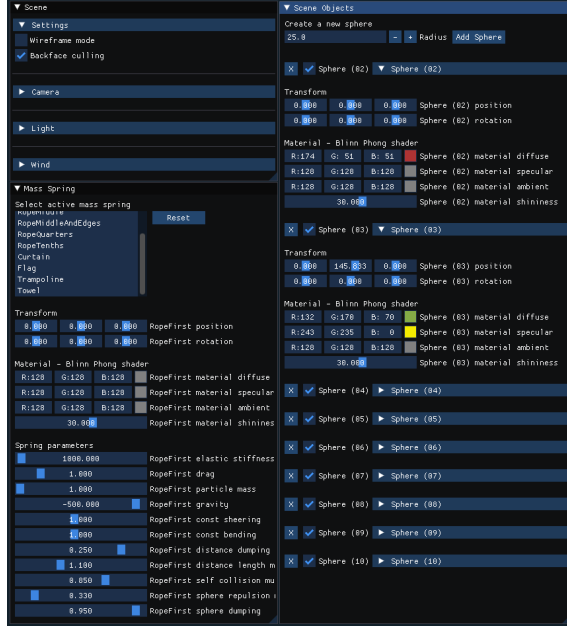 Scene
Settings
Wireframe mode
Backface culling
Camera
Light
Wind
Mass Spring
Select active mass spring
RopeMiddle
Reset
RopeMiddleAndEdges
RopeQuarters
RopeTenths
Curtain
Flag
Trampoline
Towel
Transform
0.000 0.000 0.000 RopeFirst position
0.000 0.000 0.000 RopeFirst rotation
Material - Blinn Phong shader
R:128 G:128 B:128 RopeFirst material diffuse
R:128 G:128 B:128 RopeFirst material specular
R:128 G:128 B:128 RopeFirst material ambient
30.000 RopeFirst material shinines
Spring parameters
1000.000 RopeFirst elastic stiffness
1.000 RopeFirst drag
1.000 RopeFirst particle mass
-500.000 RopeFirst gravity
1.000 RopeFirst const sheering
1.000 RopeFirst const bending
0.250 RopeFirst distance dumping
1.100 RopeFirst distance length m
0.050 RopeFirst self collision mu
0.330 RopeFirst sphere repulsion
0.950 RopeFirst sphere dumping
Scene Objects
Create a new sphere
25.0 - + Radius Add Sphere
X Sphere (02) Sphere (02)
Transform
0.000 0.000 0.000 Sphere (02) position
0.000 0.000 0.000 Sphere (02) rotation
Material - Blinn Phong shader
R:174 G: 51 B: 51 Sphere (02) material diffuse
R:128 G:128 B:128 Sphere (02) material specular
R:128 G:128 B:128 Sphere (02) material ambient
30.000 Sphere (02) material shininess
X Sphere (03) Sphere (03)
Transform
0.000 145.833 0.000 Sphere (03) position
0.000 0.000 0.000 Sphere (03) rotation
Material - Blinn Phong shader
R:132 G:170 B: 70 Sphere (03) material diffuse
R:243 G:235 B: 0 Sphere (03) material specular
R:128 G:128 B:128 Sphere (03) material ambient
30.000 Sphere (03) material shininess
X Sphere (04) Sphere (04)
X Sphere (05) Sphere (05)
X Sphere (06) Sphere (06)
X Sphere (07) Sphere (07)
X Sphere (08) Sphere (08)
X Sphere (09) Sphere (09)
X Sphere (10) Sphere (10)